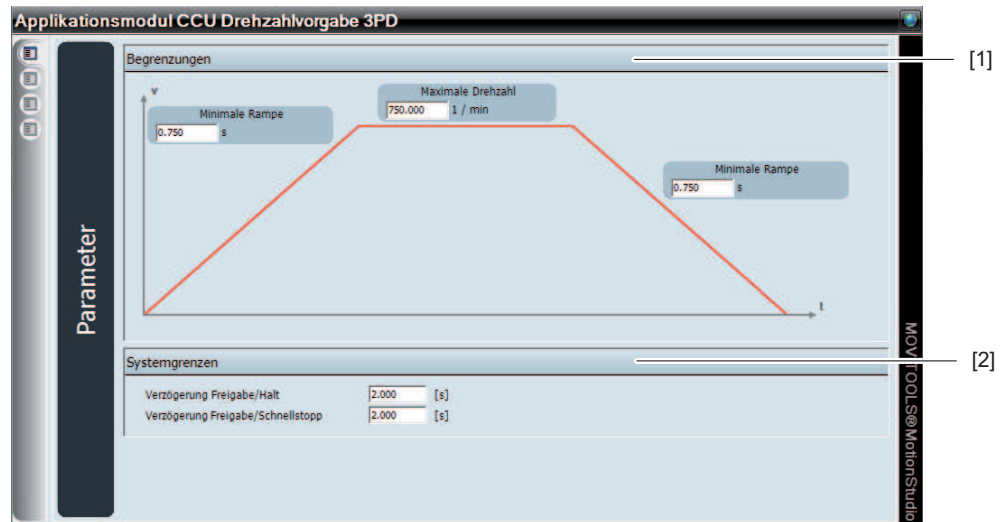 Applikationsmodul CCU Drehzahlvorgabe 3PD
Parameter
Begrenzungen
[1]
v
Minimale Rampe
0.750 s
Maximale Drehzahl
750.000 1 / min
Minimale Rampe
0.750 s
t
Systemgrenzen
[2]
Verzögerung Freigabe/Halt 2.000 [s]
Verzögerung Freigabe/Schnellstopp 2.000 [s]
MOVITOOLS®MotionStudio